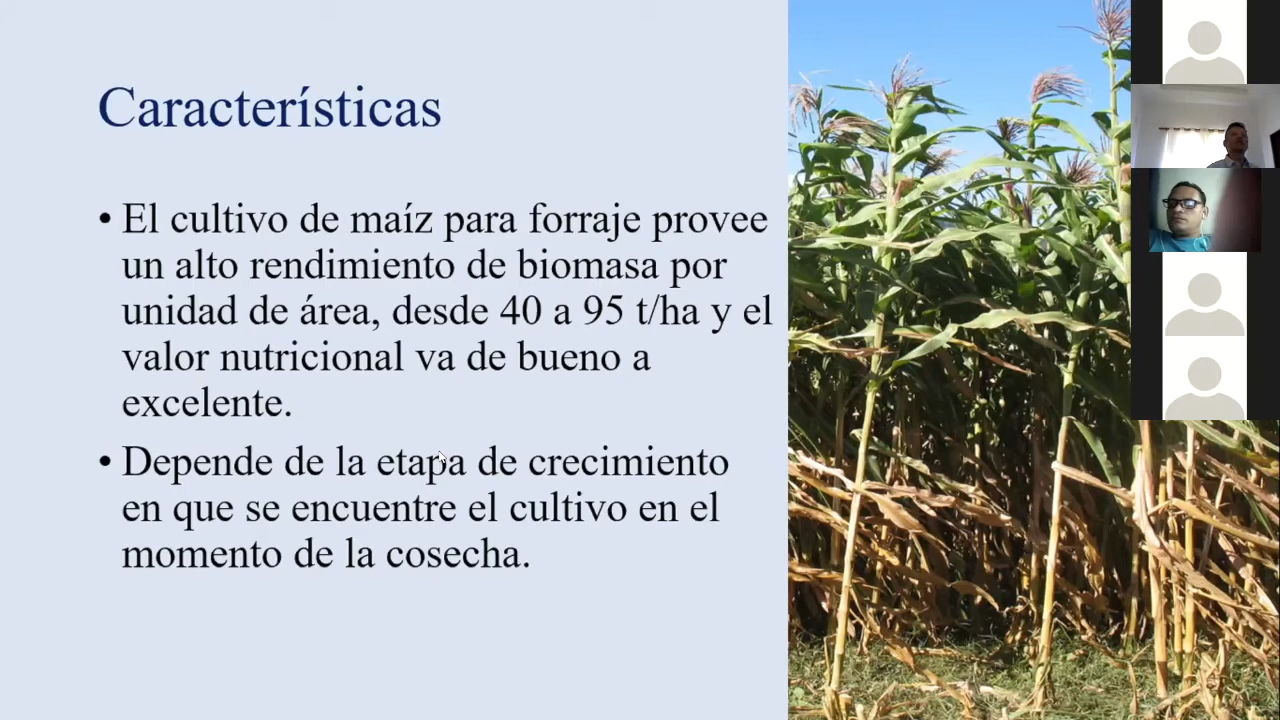 Características
• El cultivo de maíz para forraje provee
un alto rendimiento de biomasa por
unidad de área, desde 40 a 95 t/ha y el
valor nutricional va de bueno a
excelente.
• Depende de la etapa de crecimiento
en que se encuentre el cultivo en el
momento de la cosecha.